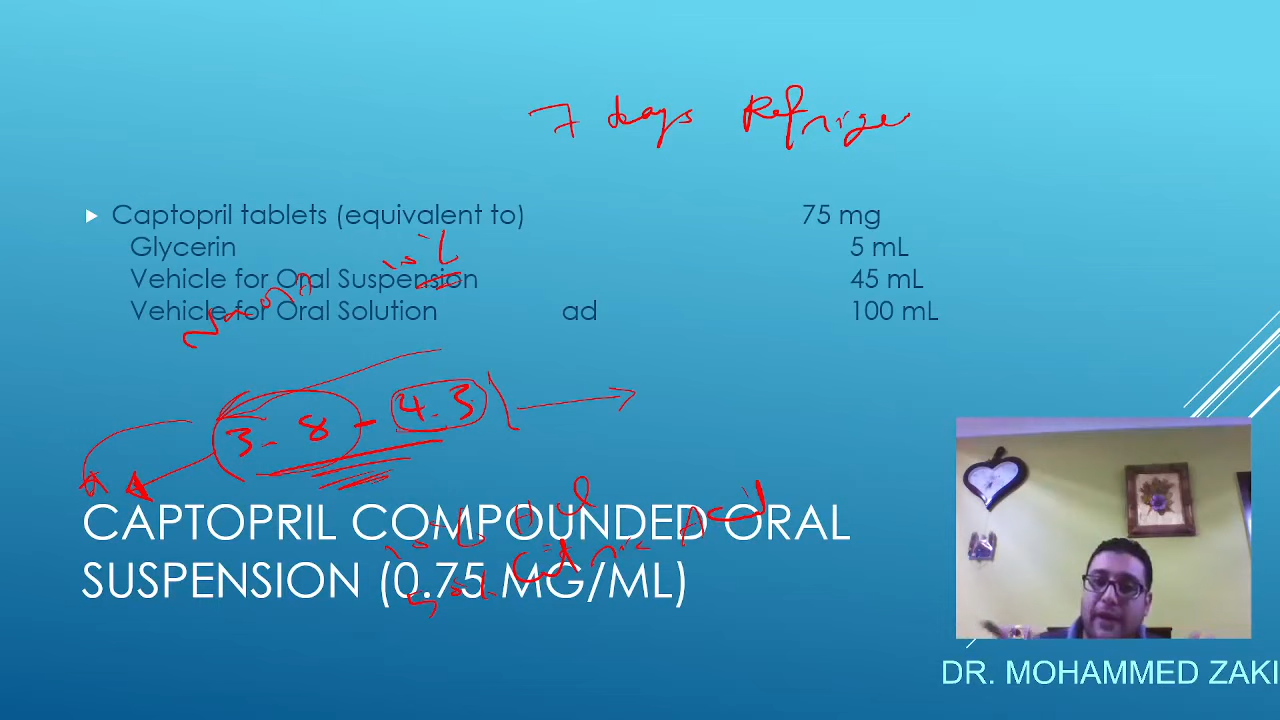 7 days Refrige
Captopril tablets (equivalent to) 75 mg
Glycerin 5 mL
Vehicle for Oral Suspension 45 mL
Vehicle for Oral Solution ad 100 mL
3.8 - 4.3
HCl
Acid
CAPTOPRIL COMPOUNDED ORAL
SUSPENSION (0.75 MG/ML)
DR. MOHAMMED ZAKI